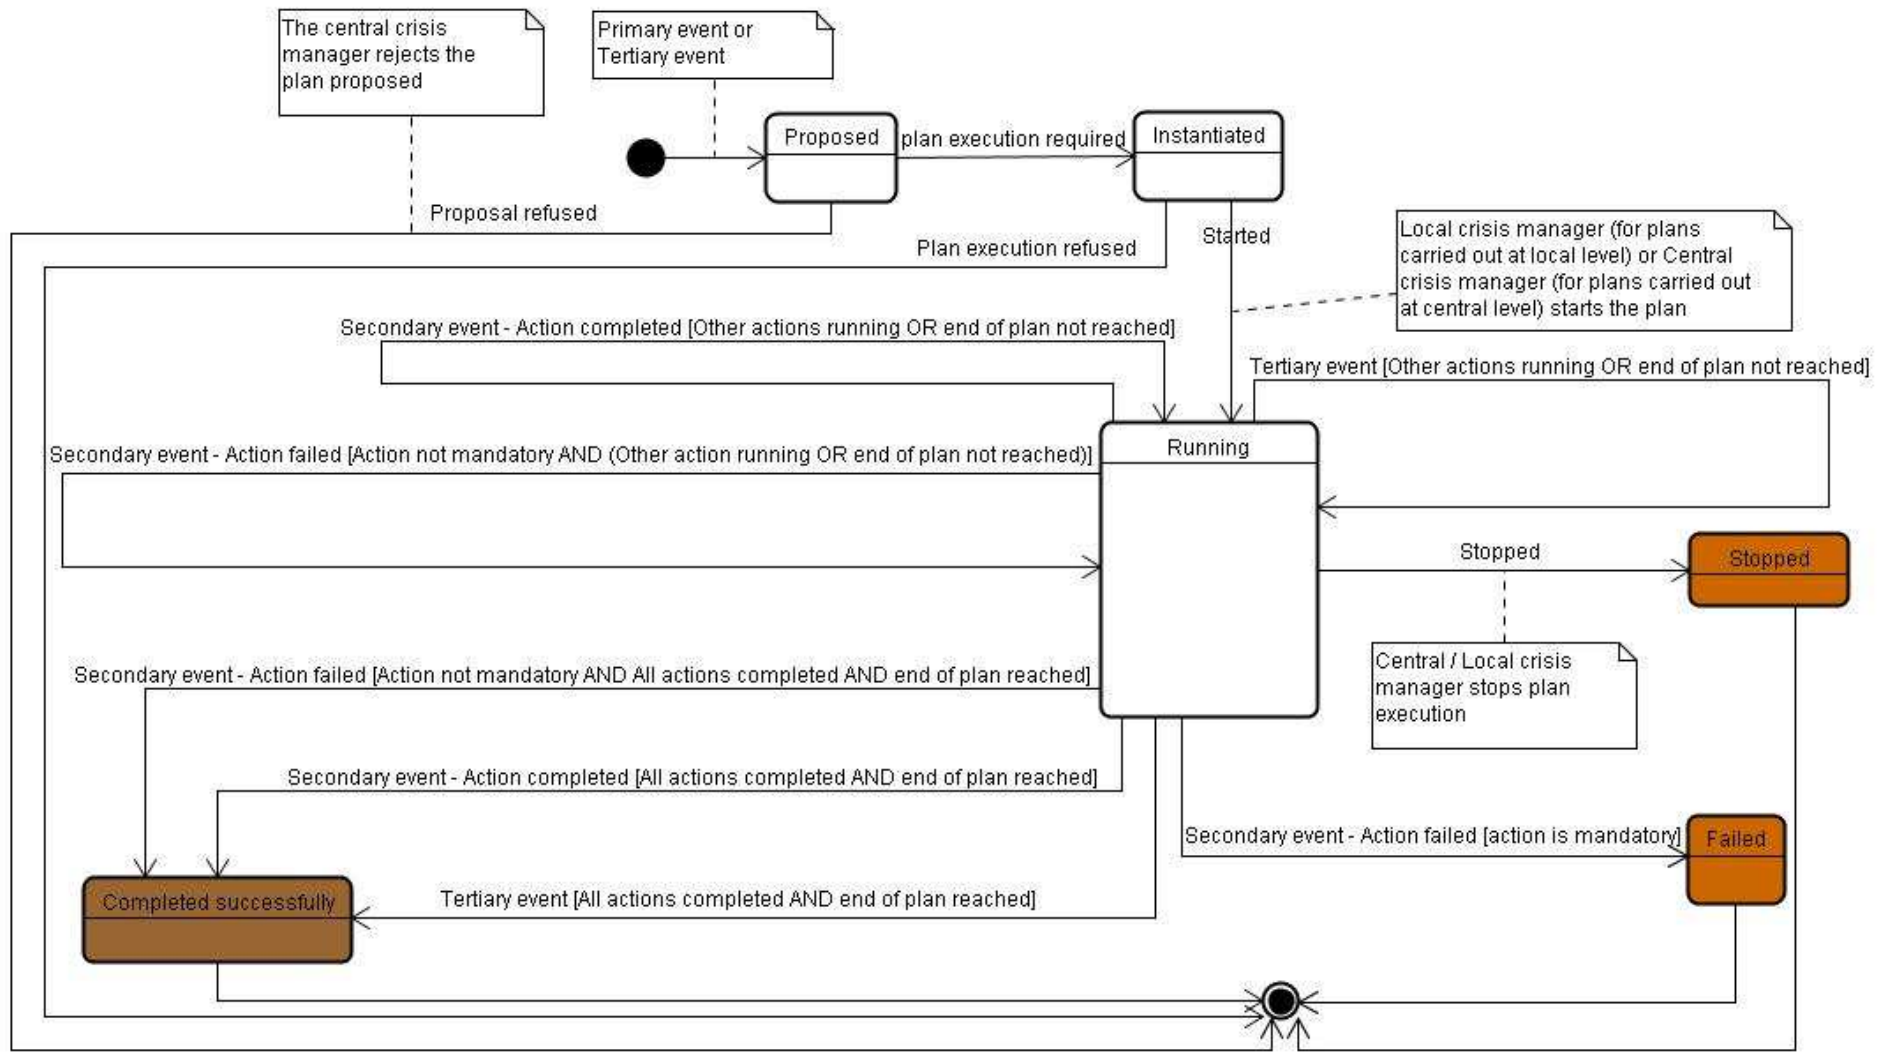 The central crisis
manager rejects the
plan proposed
Primary event or
Tertiary event
Proposed
plan execution required
Instantiated
Proposal refused
Plan execution refused
Started
Local crisis manager (for plans
carried out at local level) or Central
crisis manager (for plans carried out
at central level) starts the plan
Secondary event - Action completed [Other actions running OR end of plan not reached]
Tertiary event [Other actions running OR end of plan not reached]
Secondary event - Action failed [Action not mandatory AND (Other action running OR end of plan not reached)]
Running
Stopped
Stopped
Central / Local crisis
manager stops plan
execution
Secondary event - Action failed [Action not mandatory AND All actions completed AND end of plan reached]
Secondary event - Action completed [All actions completed AND end of plan reached]
Secondary event - Action failed [action is mandatory]
Failed
Completed successfully
Tertiary event [All actions completed AND end of plan reached]